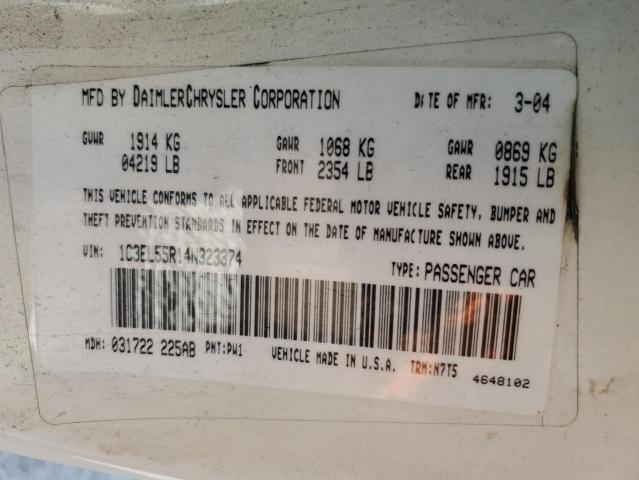 MFD BY DAIMLERCHRYSLER CORPORATION DATE OF MFR: 3-04
GVWR 1914 KG GAWR 1068 KG GAWR 0869 KG
04219 LB FRONT 2354 LB REAR 1915 LB
THIS VEHICLE CONFORMS TO ALL APPLICABLE FEDERAL MOTOR VEHICLE SAFETY, BUMPER AND
THEFT PREVENTION STANDARDS IN EFFECT ON THE DATE OF MANUFACTURE SHOWN ABOVE.
VIN: 1C3EL55R14N323374 TYPE: PASSENGER CAR
MDH: 031722 225AB PNT: PW1 VEHICLE MADE IN U.S.A. TRM: N7T5
4648102